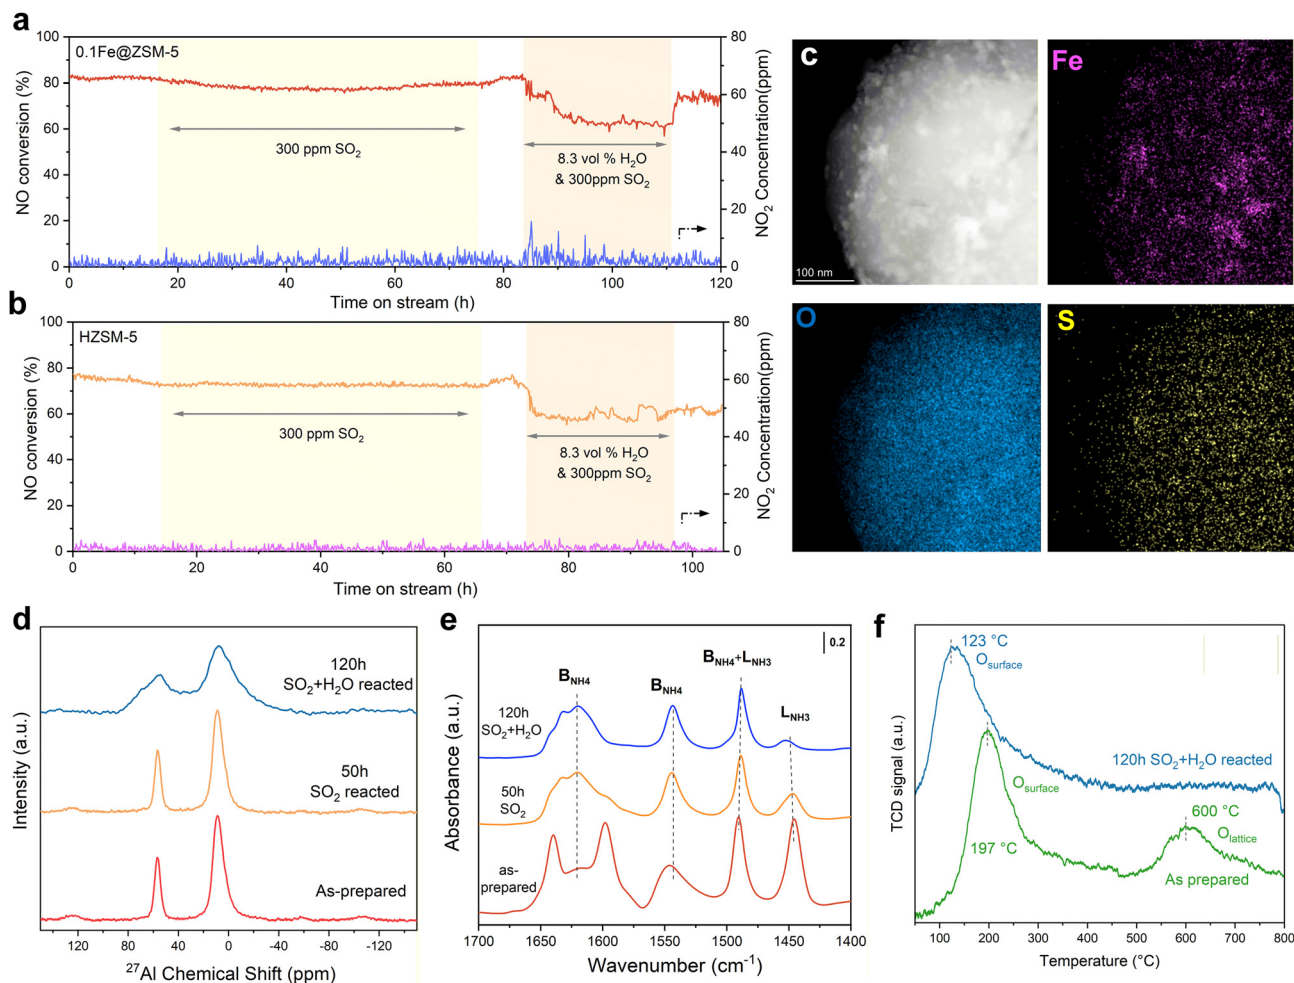 a
0.1Fe@ZSM-5
NO conversion (%)
100
80
60
40
20
0
300 ppm SO2
8.3 vol % H2O
& 300ppm SO2
NO2 Concentration(ppm)
80
60
40
20
0
0 20 40 60 80 100 120
Time on stream (h)
b
HZSM-5
NO conversion (%)
100
80
60
40
20
0
300 ppm SO2
8.3 vol % H2O
& 300ppm SO2
NO2 Concentration(ppm)
80
60
40
20
0
0 20 40 60 80 100
Time on stream (h)
c
100 nm
Fe
O
S
d
Intensity (a.u.)
120h
SO2+H2O reacted
50h
SO2 reacted
As-prepared
120 80 40 0 -40 -80 -120
27Al Chemical Shift (ppm)
e
0.2
BNH4
BNH4
BNH4+LNH3
LNH3
120h
SO2+H2O
50h
SO2
as-
prepared
Absorbance (a.u.)
1700 1650 1600 1550 1500 1450 1400
Wavenumber (cm-1)
f
TCD signal (a.u.)
123 °C
Osurface
120h SO2+H2O reacted
Osurface
197 °C
600 °C
Olattice
As prepared
100 200 300 400 500 600 700 800
Temperature (°C)